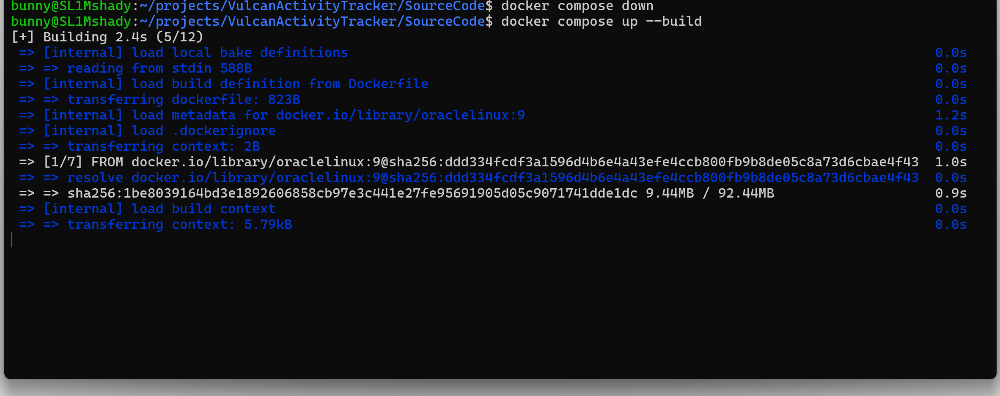 bunny@SL1Mshady:~/projects/VulcanActivityTracker/SourceCode$ docker compose down
bunny@SL1Mshady:~/projects/VulcanActivityTracker/SourceCode$ docker compose up --build
[+] Building 2.4s (5/12)
=> [internal] load local bake definitions 0.0s
=> => reading from stdin 588B 0.0s
=> [internal] load build definition from Dockerfile 0.0s
=> => transferring dockerfile: 823B 0.0s
=> [internal] load metadata for docker.io/library/oraclelinux:9 1.2s
=> [internal] load .dockerignore 0.0s
=> => transferring context: 2B 0.0s
=> [1/7] FROM docker.io/library/oraclelinux:9@sha256:ddd334fcdf3a1596d4b6e4a43efe4ccb800fb9b8de05c8a73d6cbae4f43 1.0s
=> => resolve docker.io/library/oraclelinux:9@sha256:ddd334fcdf3a1596d4b6e4a43efe4ccb800fb9b8de05c8a73d6cbae4f43 0.0s
=> => sha256:1be8039164bd3e1892606858cb97e3c441e27fe95691905d05c9071741dde1dc 9.44MB / 92.44MB 0.9s
=> [internal] load build context 0.0s
=> => transferring context: 5.79kB 0.0s